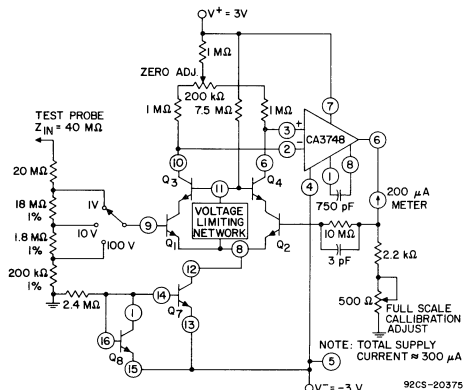 V+ = 3V
1 MΩ
ZERO ADJ.
200 kΩ
1 MΩ
7.5 MΩ
1 MΩ
TEST PROBE
ZIN = 40 MΩ
20 MΩ
18 MΩ
1%
1V
10 V
1.8 MΩ
1%
100 V
200 kΩ
1%
2.4 MΩ
10
Q3
11
6
Q4
VOLTAGE
LIMITING
NETWORK
9
Q1
8
Q2
12
14
Q7
13
1
16
Q8
15
3
+
2
-
CA3748
7
6
4
1
8
750 pF
200 μA
METER
10 MΩ
3 pF
2.2 kΩ
500 Ω
FULL SCALE
CALLIBRATION
ADJUST
5
NOTE: TOTAL SUPPLY
CURRENT ≈ 300 μA
V- = -3 V
92CS-20375